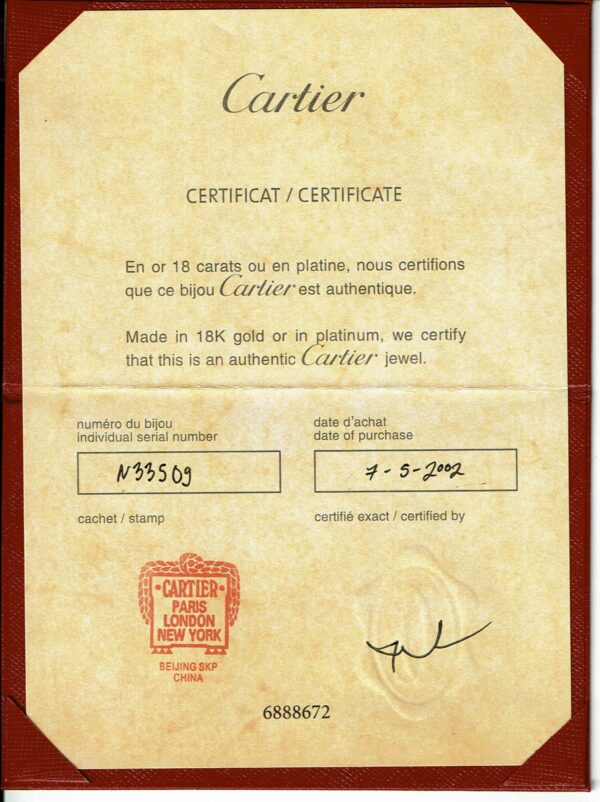 Cartier
CERTIFICAT / CERTIFICATE
En or 18 carats ou en platine, nous certifions
que ce bijou Cartier est authentique.
Made in 18K gold or in platinum, we certify
that this is an authentic Cartier jewel.
numéro du bijou
individual serial number
date d'achat
date of purchase
N33509
7-5-2002
cachet / stamp
certifié exact / certified by
·CARTIER·
PARIS
LONDON
NEW YORK
BEIJING SKP
CHINA
6888672